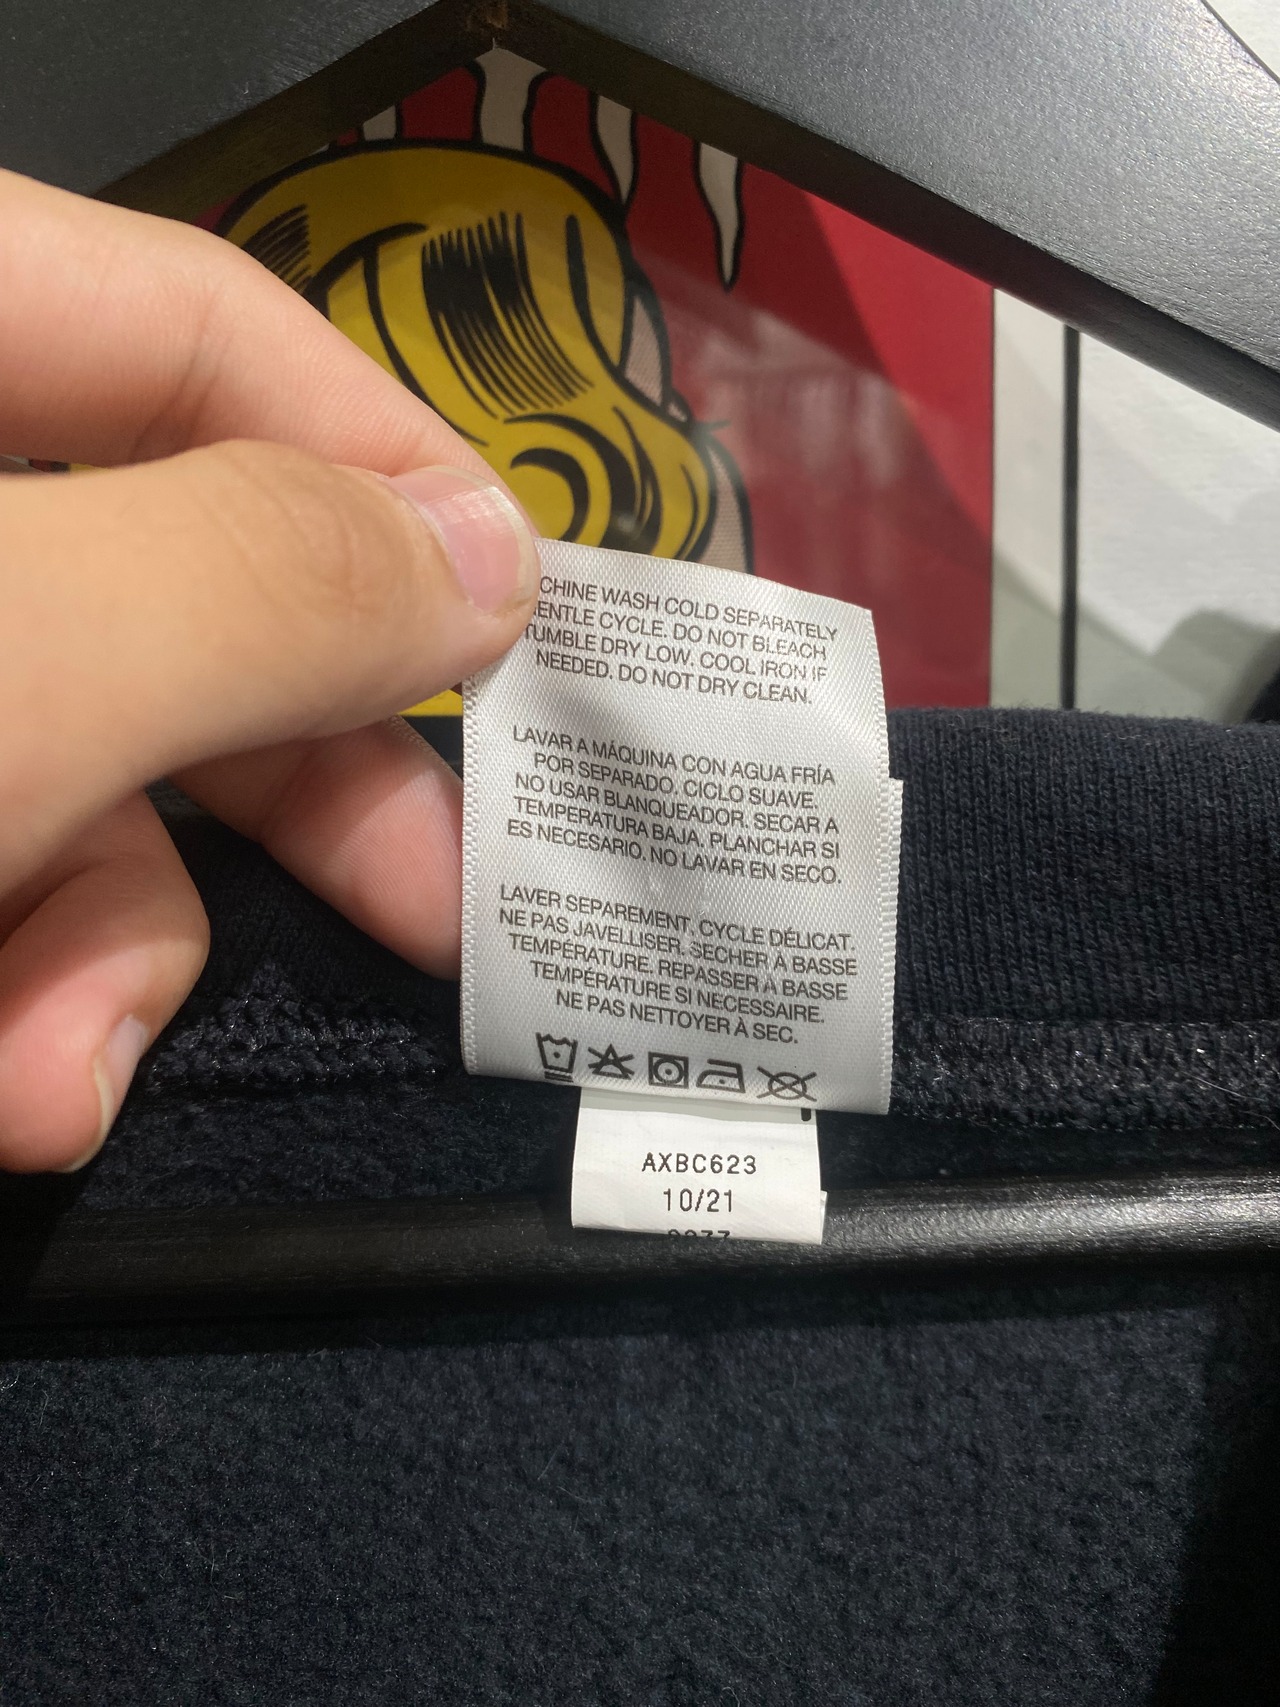 CHINE WASH COLD SEPARATELY
ENTLE CYCLE. DO NOT BLEACH
TUMBLE DRY LOW. COOL IRON IF
NEEDED. DO NOT DRY CLEAN.
LAVAR A MÁQUINA CON AGUA FRÍA
POR SEPARADO. CICLO SUAVE.
NO USAR BLANQUEADOR. SECAR A
TEMPERATURA BAJA. PLANCHAR SI
ES NECESARIO. NO LAVAR EN SECO.
LAVER SEPAREMENT. CYCLE DÉLICAT.
NE PAS JAVELLISER. SECHER À BASSE
TEMPÉRATURE. REPASSER À BASSE
TEMPÉRATURE SI NECESSAIRE.
NE PAS NETTOYER À SEC.
AXBC623
10/21